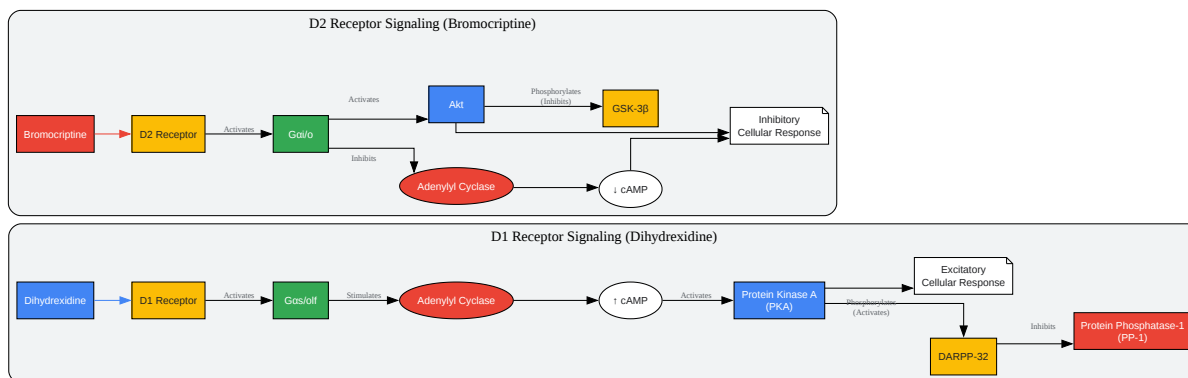 D2 Receptor Signaling (Bromocriptine)
Bromocriptine
D2 Receptor
Activates
Gαi/o
Activates
Akt
Phosphorylates
(Inhibits)
GSK-3β
Inhibitory
Cellular Response
Inhibits
Adenylyl Cyclase
↓ cAMP
D1 Receptor Signaling (Dihydrexidine)
Dihydrexidine
D1 Receptor
Activates
Gαs/olf
Stimulates
Adenylyl Cyclase
↑ cAMP
Activates
Protein Kinase A
(PKA)
Excitatory
Cellular Response
Phosphorylates
(Activates)
DARPP-32
Inhibits
Protein Phosphatase-1
(PP-1)